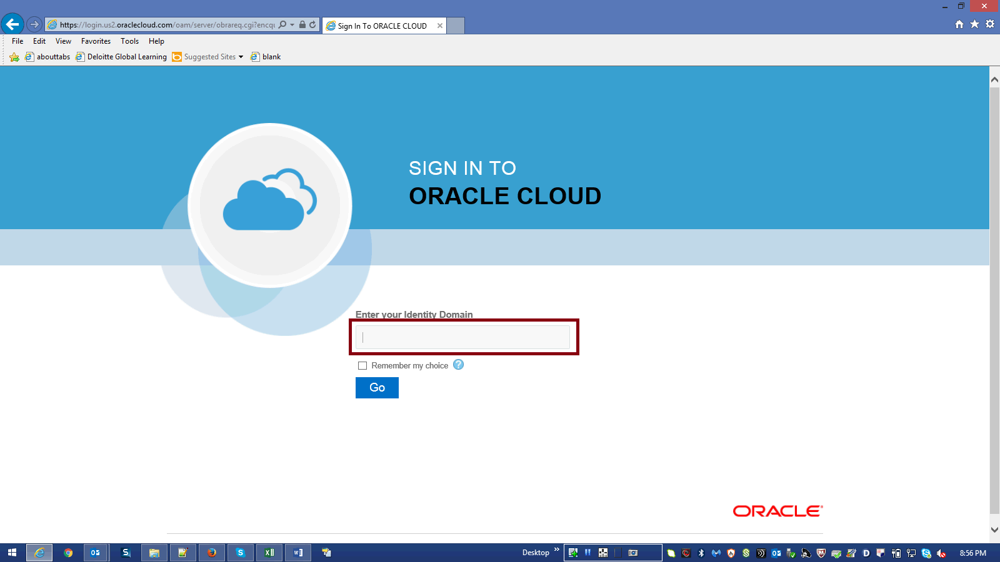 https://login.us2.oraclecloud.com/oam/server/obrareq.cgi?encqu
Sign In To ORACLE CLOUD
File Edit View Favorites Tools Help
abouttabs Deloitte Global Learning Suggested Sites blank
SIGN IN TO
ORACLE CLOUD
Enter your Identity Domain
Remember my choice ?
Go
ORACLE
Desktop 8:56 PM